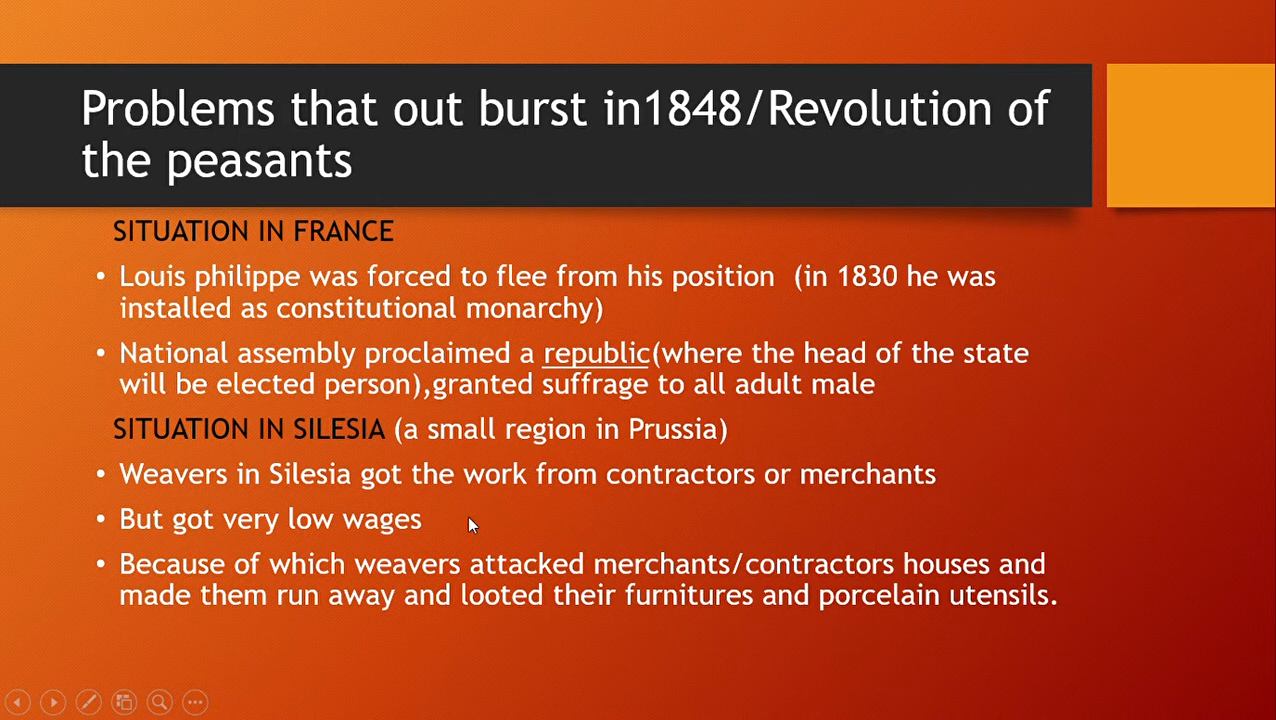 Problems that out burst in1848/Revolution of
the peasants
SITUATION IN FRANCE
• Louis philippe was forced to flee from his position  (in 1830 he was
installed as constitutional monarchy)
• National assembly proclaimed a republic(where the head of the state
will be elected person),granted suffrage to all adult male
SITUATION IN SILESIA (a small region in Prussia)
• Weavers in Silesia got the work from contractors or merchants
• But got very low wages
• Because of which weavers attacked merchants/contractors houses and
made them run away and looted their furnitures and porcelain utensils.